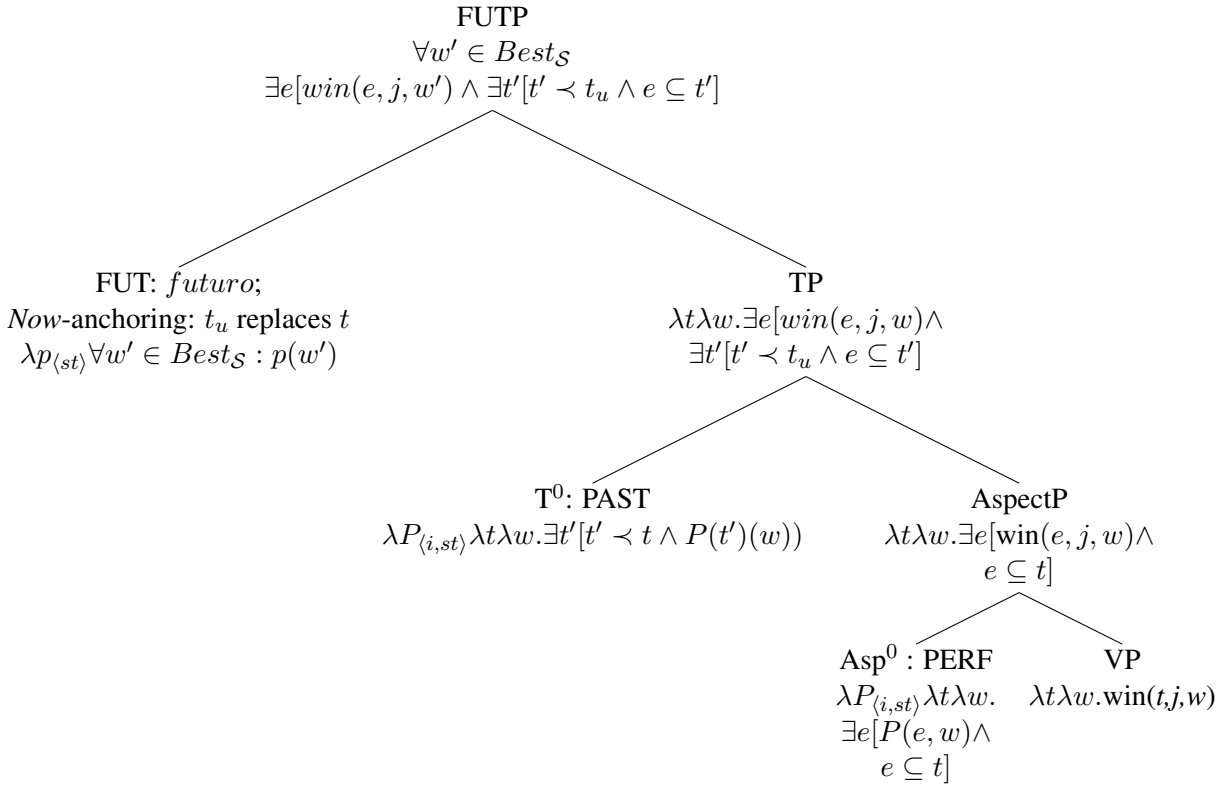 FUTP
∀w′ ∈ Best_𝒮
∃e[win(e, j, w′) ∧ ∃t′[t′ ≺ t_u ∧ e ⊆ t′]
FUT: futuro;
Now-anchoring: t_u replaces t
λp_⟨st⟩∀w′ ∈ Best_𝒮 : p(w′)
TP
λtλw.∃e[win(e, j, w)∧
∃t′[t′ ≺ t_u ∧ e ⊆ t′]
T⁰: PAST
λP_⟨i,st⟩λtλw.∃t′[t′ ≺ t ∧ P(t′)(w))
AspectP
λtλw.∃e[win(e, j, w)∧
e ⊆ t]
Asp⁰ : PERF
λP_⟨i,st⟩λtλw.
∃e[P(e, w)∧
e ⊆ t]
VP
λtλw.win(t,j,w)